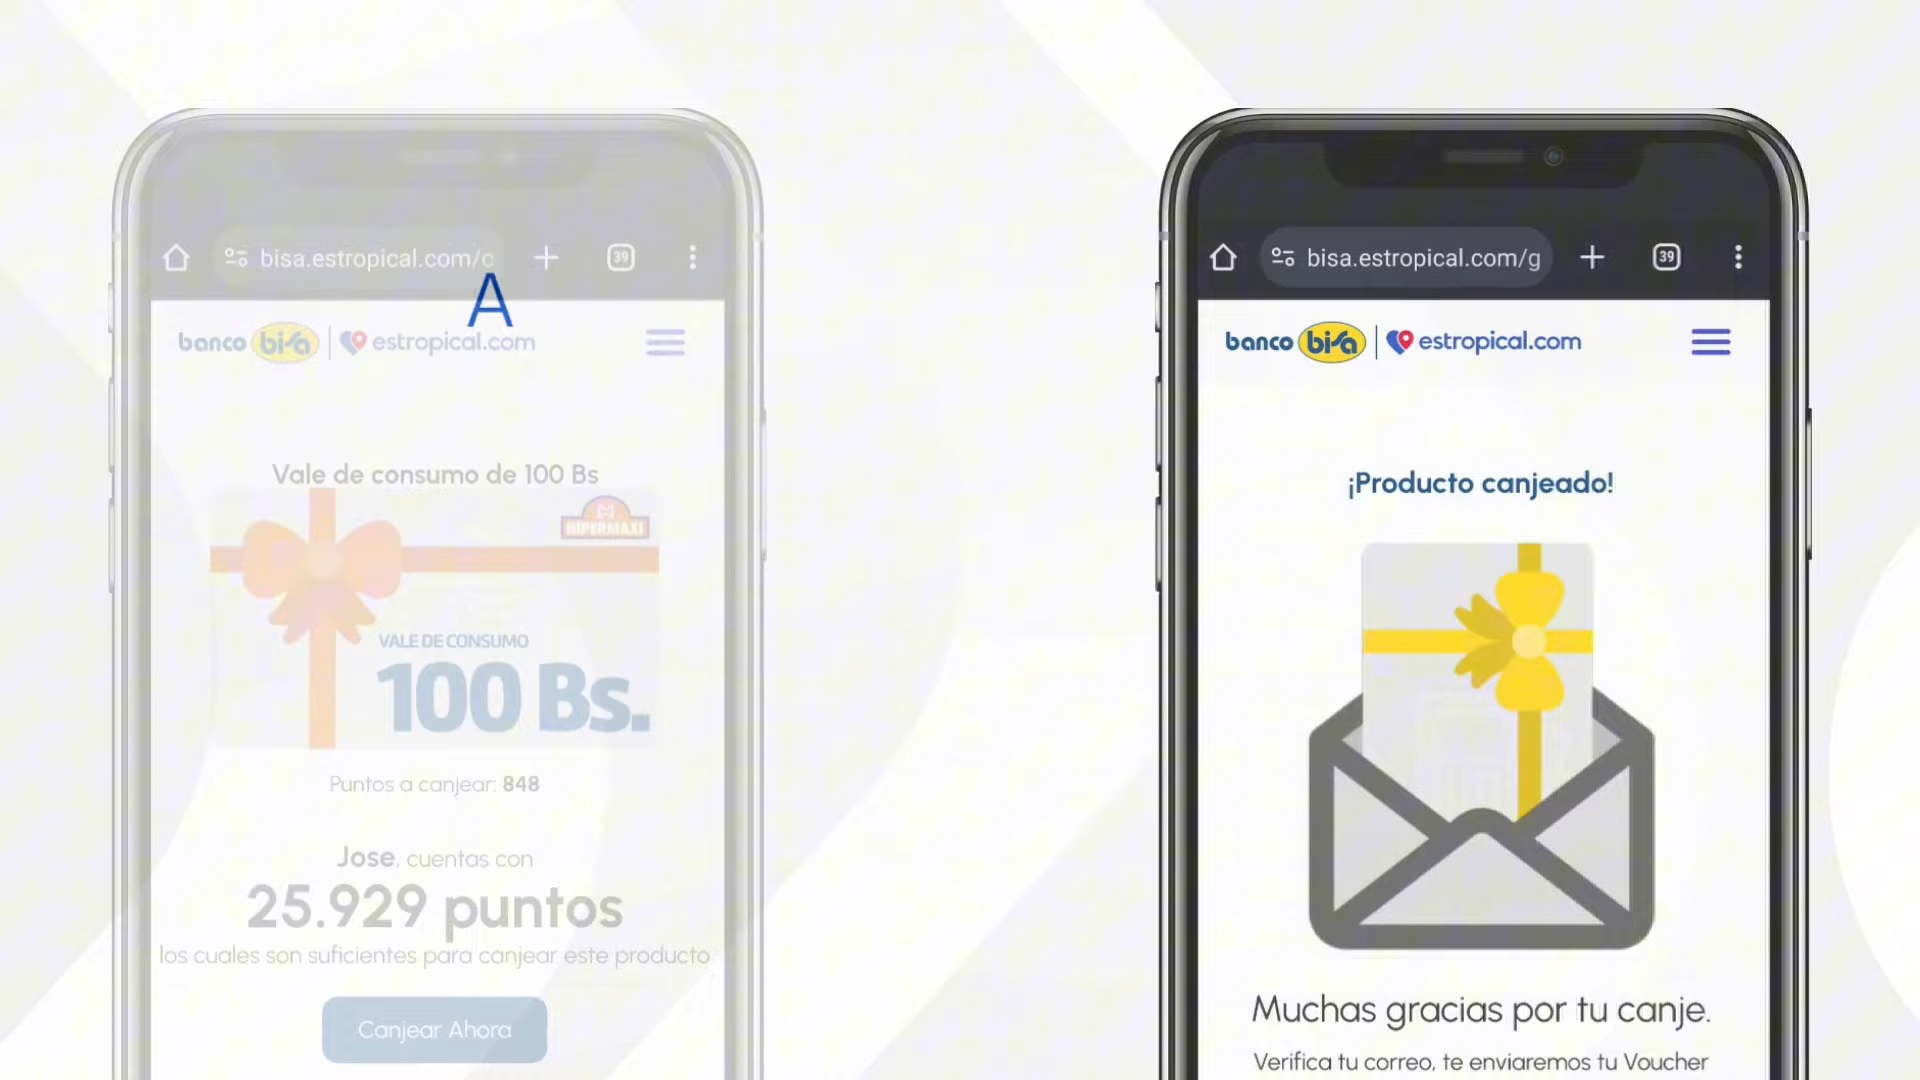 bisa.estropical.com/c
39
A
banco bisa
estropical.com
Vale de consumo de 100 Bs
HIPERMAXI
VALE DE CONSUMO
100 Bs.
Puntos a canjear: 848
Jose, cuentas con
25.929 puntos
los cuales son suficientes para canjear este producto
Canjear Ahora
bisa.estropical.com/g
39
banco bisa
estropical.com
¡Producto canjeado!
Muchas gracias por tu canje.
Verifica tu correo, te enviaremos tu Voucher